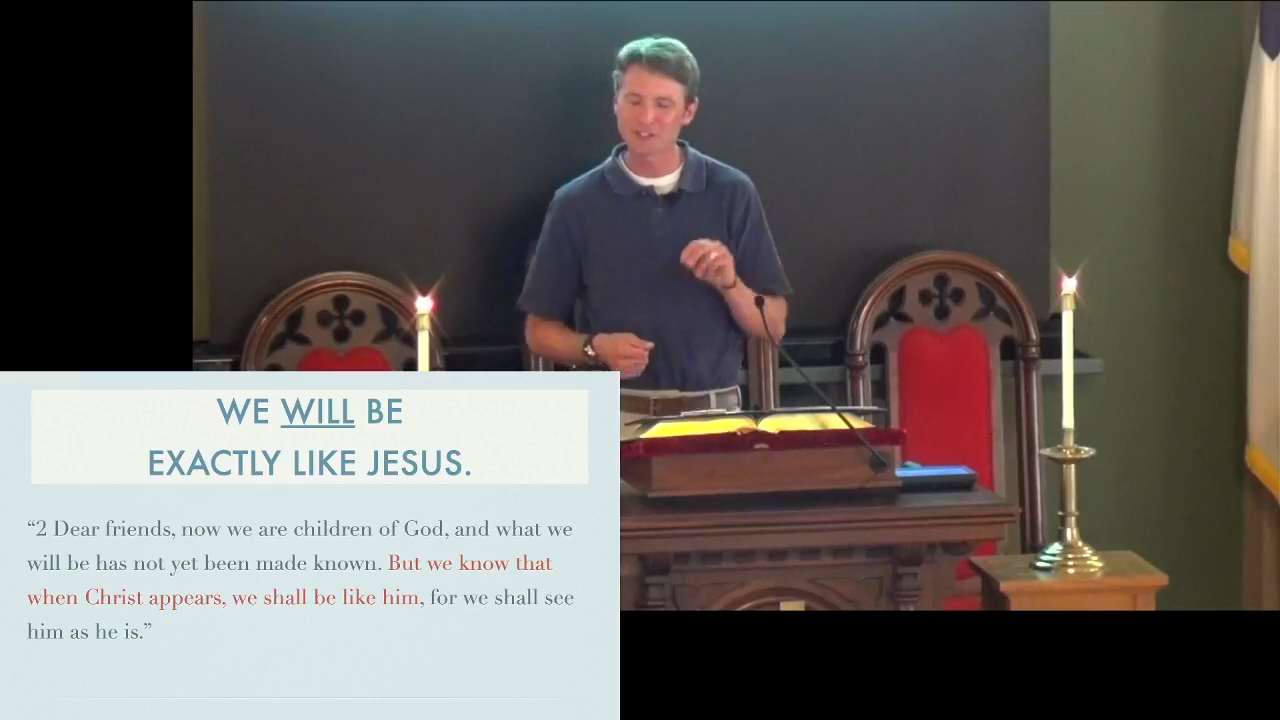 WE WILL BE
EXACTLY LIKE JESUS.
“2 Dear friends, now we are children of God, and what we
will be has not yet been made known. But we know that
when Christ appears, we shall be like him, for we shall see
him as he is.”